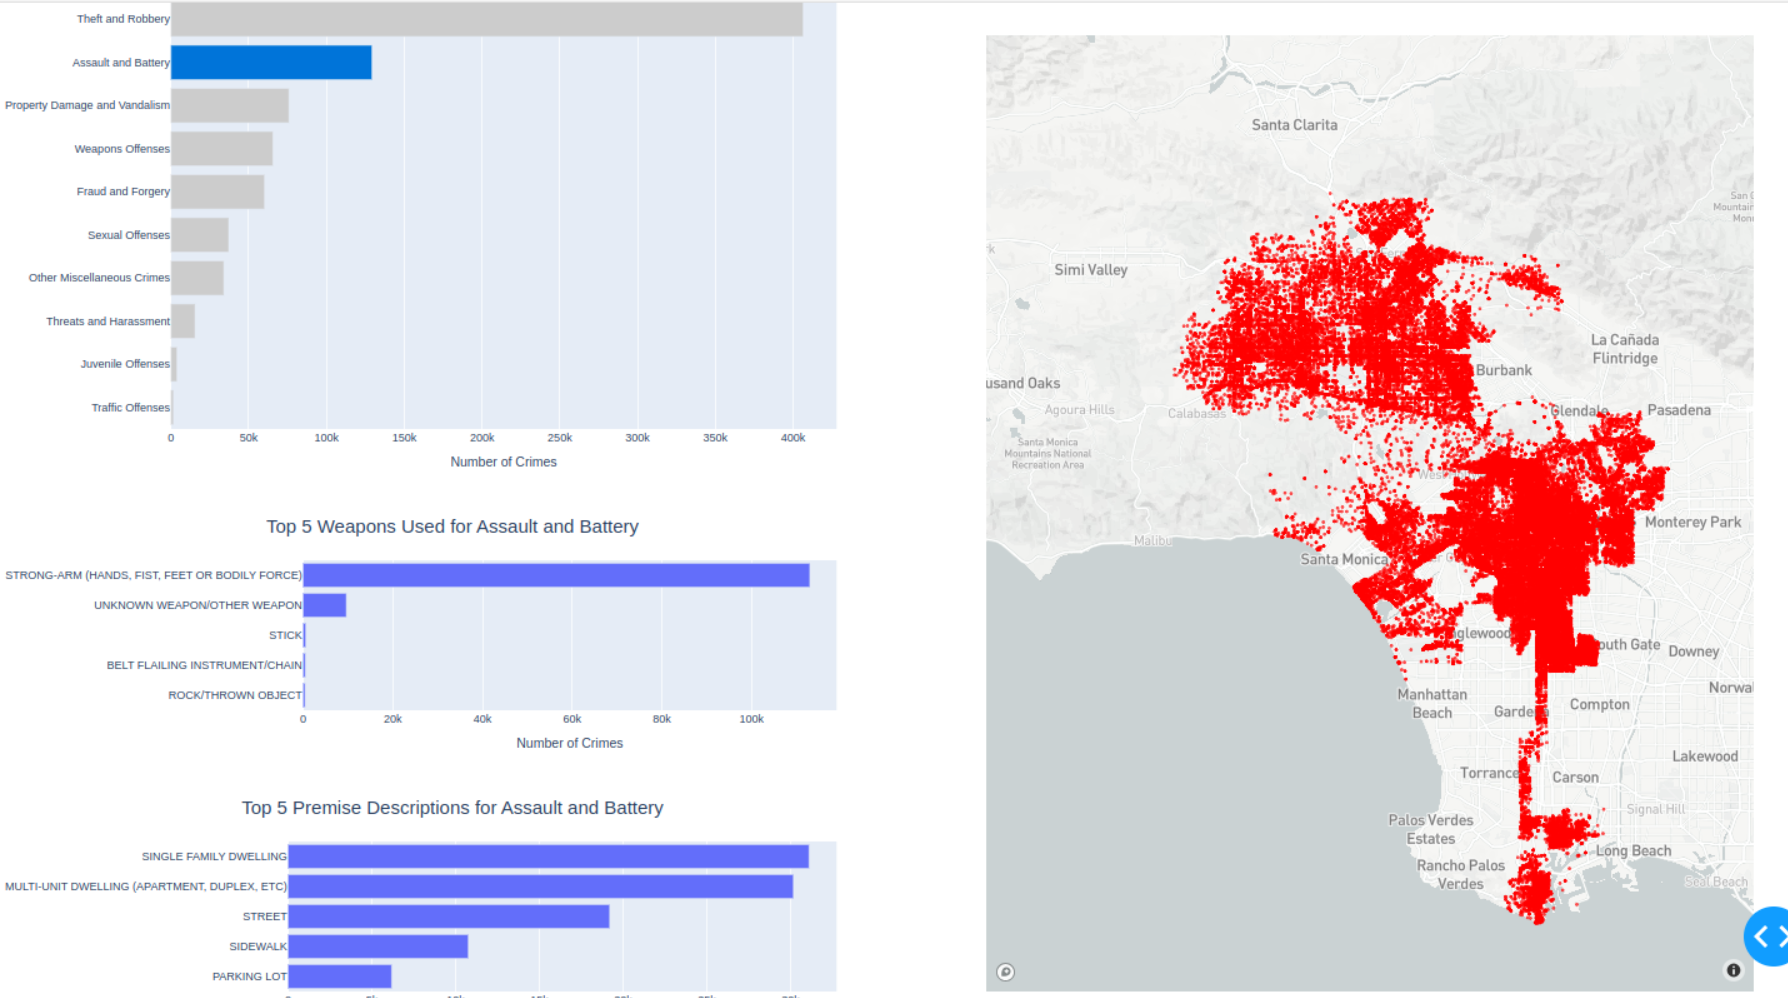 Theft and Robbery
Assault and Battery
Property Damage and Vandalism
Weapons Offenses
Fraud and Forgery
Sexual Offenses
Other Miscellaneous Crimes
Threats and Harassment
Juvenile Offenses
Traffic Offenses
0 50k 100k 150k 200k 250k 300k 350k 400k
Number of Crimes
Top 5 Weapons Used for Assault and Battery
STRONG-ARM (HANDS, FIST, FEET OR BODILY FORCE)
UNKNOWN WEAPON/OTHER WEAPON
STICK
BELT FLAILING INSTRUMENT/CHAIN
ROCK/THROWN OBJECT
0 20k 40k 60k 80k 100k
Number of Crimes
Top 5 Premise Descriptions for Assault and Battery
SINGLE FAMILY DWELLING
MULTI-UNIT DWELLING (APARTMENT, DUPLEX, ETC)
STREET
SIDEWALK
PARKING LOT
Santa Clarita
San G
Mountain
Mon
Simi Valley
La Cañada
Flintridge
Burbank
usand Oaks
Agoura Hills
Calabasas
Glendale
Pasadena
Santa Monica
Mountains National
Recreation Area
West
Monterey Park
Malibu
Santa Monica
glewood
outh Gate
Downey
Norwa
Manhattan
Beach
Garde
Compton
Lakewood
Torrance
Carson
Signal Hill
Palos Verdes
Estates
Long Beach
Rancho Palos
Verdes
Seal Beach